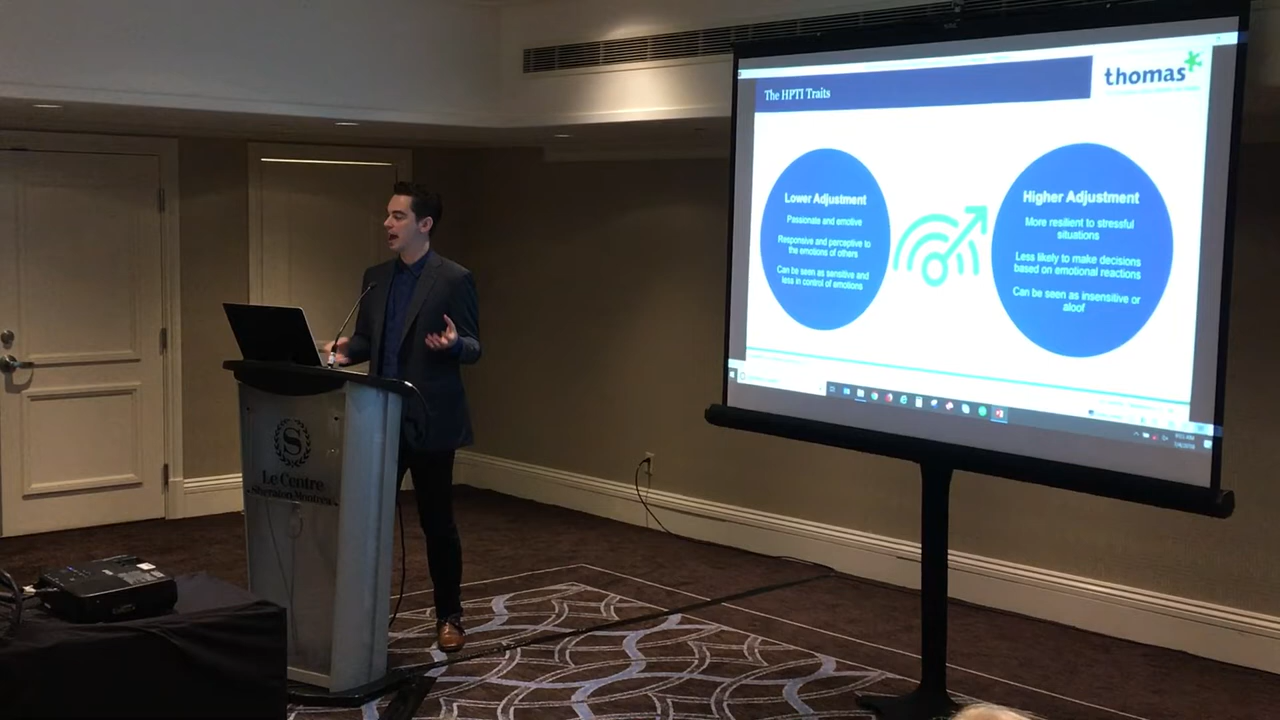 The HPTI Traits
thomas
Lower Adjustment
Passionate and emotive
Responsive and perceptive to
the emotions of others
Can be seen as sensitive and
less in control of emotions
Higher Adjustment
More resilient to stressful
situations
Less likely to make decisions
based on emotional reactions
Can be seen as insensitive or
aloof
S
Le Centre
Sheraton Montréal